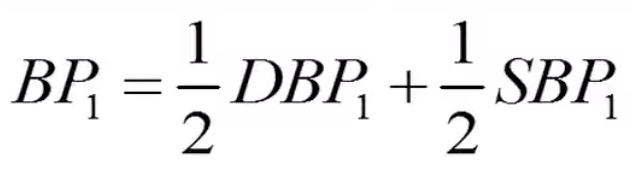 BP₁ = 1/2 DBP₁ + 1/2 SBP₁